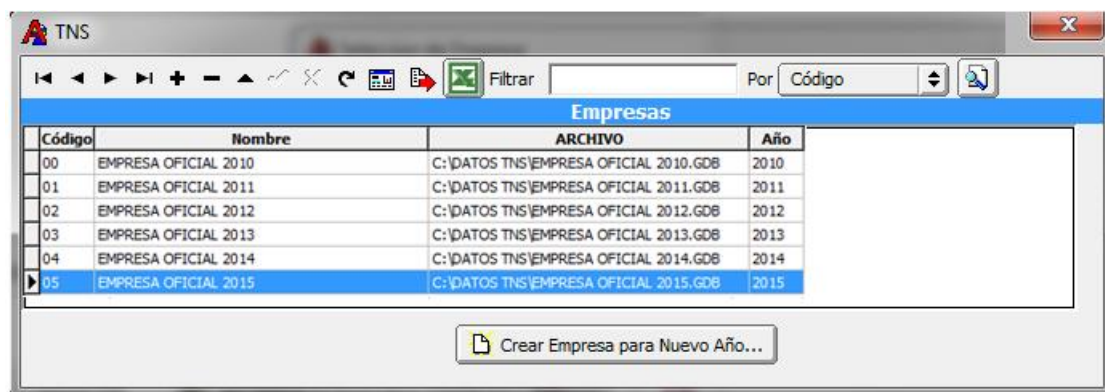 TNS
Filtrar Por Código
Empresas
Código Nombre ARCHIVO Año
00 EMPRESA OFICIAL 2010 C:\DATOS TNS\EMPRESA OFICIAL 2010.GDB 2010
01 EMPRESA OFICIAL 2011 C:\DATOS TNS\EMPRESA OFICIAL 2011.GDB 2011
02 EMPRESA OFICIAL 2012 C:\DATOS TNS\EMPRESA OFICIAL 2012.GDB 2012
03 EMPRESA OFICIAL 2013 C:\DATOS TNS\EMPRESA OFICIAL 2013.GDB 2013
04 EMPRESA OFICIAL 2014 C:\DATOS TNS\EMPRESA OFICIAL 2014.GDB 2014
05 EMPRESA OFICIAL 2015 C:\DATOS TNS\EMPRESA OFICIAL 2015.GDB 2015
Crear Empresa para Nuevo Año...